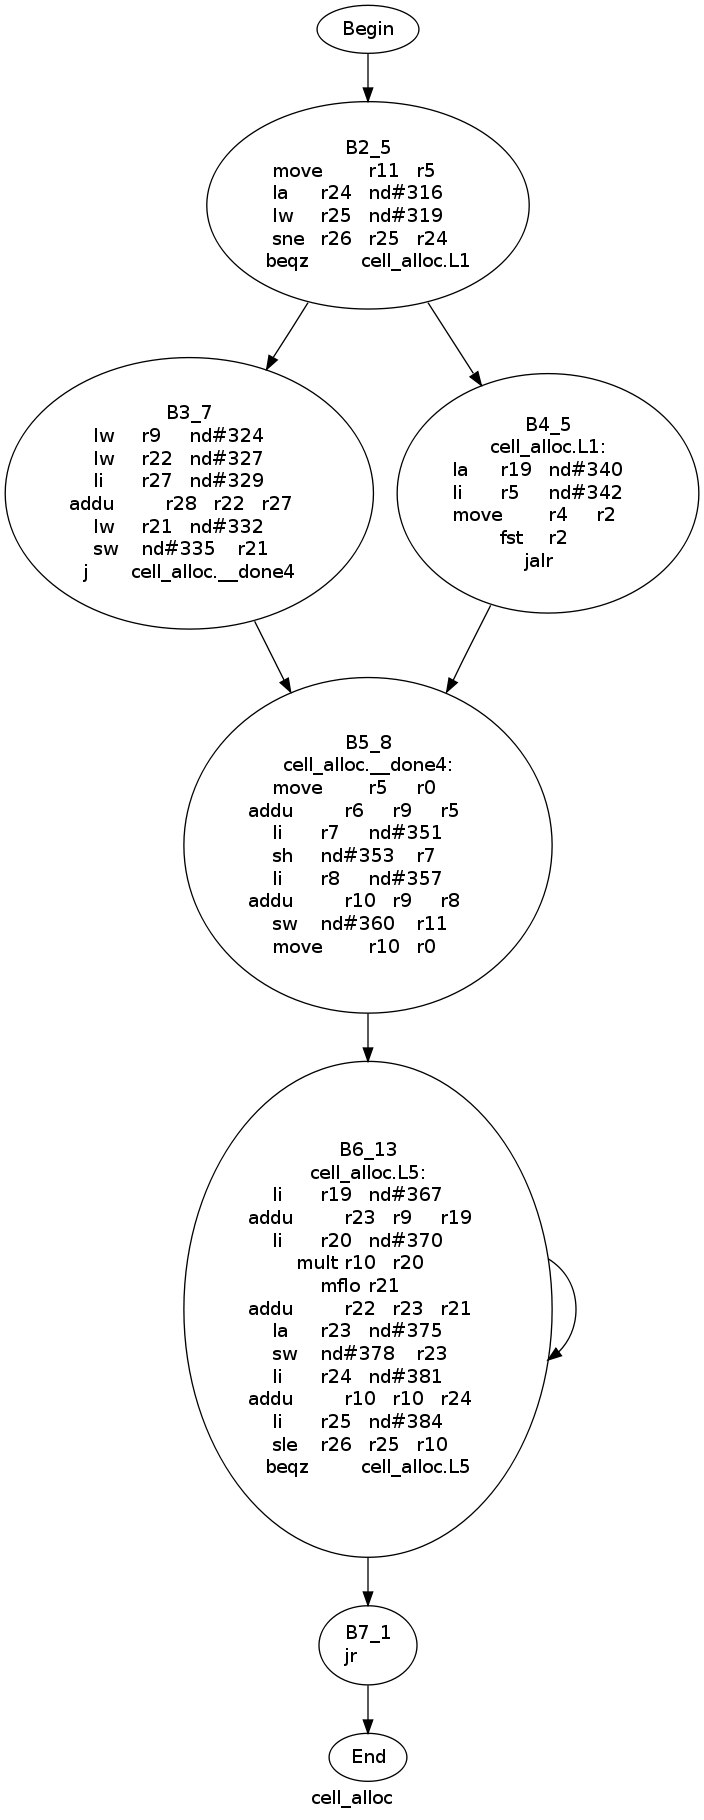 Begin
B2_5
move r11 r5
la r24 nd#316
lw r25 nd#319
sne r26 r25 r24
beqz cell_alloc.L1
B3_7
lw r9 nd#324
lw r22 nd#327
li r27 nd#329
addu r28 r22 r27
lw r21 nd#332
sw nd#335 r21
j cell_alloc.__done4
B4_5
cell_alloc.L1:
la r19 nd#340
li r5 nd#342
move r4 r2
fst r2
jalr
B5_8
cell_alloc.__done4:
move r5 r0
addu r6 r9 r5
li r7 nd#351
sh nd#353 r7
li r8 nd#357
addu r10 r9 r8
sw nd#360 r11
move r10 r0
B6_13
cell_alloc.L5:
li r19 nd#367
addu r23 r9 r19
li r20 nd#370
mult r10 r20
mflo r21
addu r22 r23 r21
la r23 nd#375
sw nd#378 r23
li r24 nd#381
addu r10 r10 r24
li r25 nd#384
sle r26 r25 r10
beqz cell_alloc.L5
B7_1
jr
End
cell_alloc